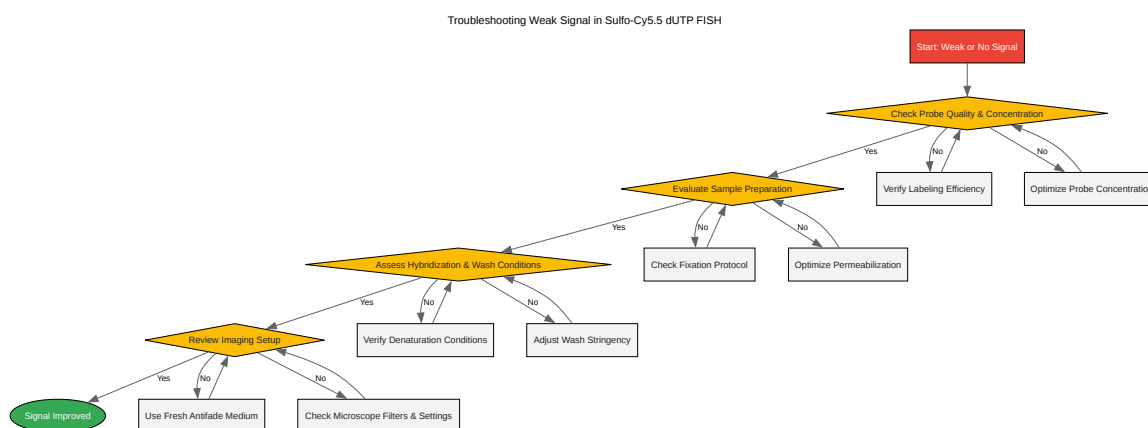 Troubleshooting Weak Signal in Sulfo-Cy5.5 dUTP FISH
Start: Weak or No Signal
Check Probe Quality & Concentration
Yes
No
No
Evaluate Sample Preparation
Verify Labeling Efficiency
Optimize Probe Concentratio
Yes
No
No
Assess Hybridization & Wash Conditions
Check Fixation Protocol
Optimize Permeabilization
Yes
No
No
Review Imaging Setup
Verify Denaturation Conditions
Adjust Wash Stringency
Yes
No
No
Signal Improved
Use Fresh Antifade Medium
Check Microscope Filters & Settings